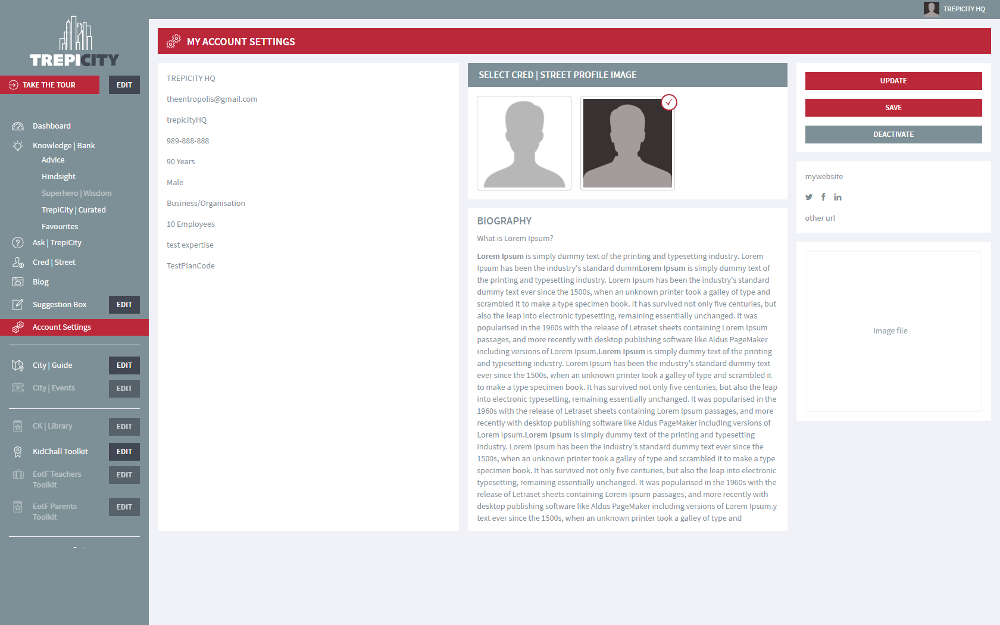 TREPICITY HQ
TREPICITY
TAKE THE TOUR
EDIT
Dashboard
Knowledge | Bank
Advice
Hindsight
Superhero | Wisdom
TrepiCity | Curated
Favourites
Ask | TrepiCity
Cred | Street
Blog
Suggestion Box
EDIT
Account Settings
City | Guide
EDIT
City | Events
EDIT
CK | Library
EDIT
KidChall Toolkit
EDIT
EotF Teachers
Toolkit
EDIT
EotF Parents
Toolkit
EDIT
MY ACCOUNT SETTINGS
TREPICITY HQ
theentropolis@gmail.com
trepicityHQ
989-888-888
90 Years
Male
Business/Organisation
10 Employees
test expertise
TestPlanCode
SELECT CRED | STREET PROFILE IMAGE
BIOGRAPHY
What is Lorem Ipsum?
Lorem Ipsum is simply dummy text of the printing and typesetting industry. Lorem
Ipsum has been the industry's standard dummLorem Ipsum is simply dummy text of
the printing and typesetting industry. Lorem Ipsum has been the industry's standard
dummy text ever since the 1500s, when an unknown printer took a galley of type and
scrambled it to make a type specimen book. It has survived not only five centuries, but
also the leap into electronic typesetting, remaining essentially unchanged. It was
popularised in the 1960s with the release of Letraset sheets containing Lorem Ipsum
passages, and more recently with desktop publishing software like Aldus PageMaker
including versions of Lorem Ipsum.Lorem Ipsum is simply dummy text of the printing
and typesetting industry. Lorem Ipsum has been the industry's standard dummy text
ever since the 1500s, when an unknown printer took a galley of type and scrambled it
to make a type specimen book. It has survived not only five centuries, but also the leap
into electronic typesetting, remaining essentially unchanged. It was popularised in the
1960s with the release of Letraset sheets containing Lorem Ipsum passages, and more
recently with desktop publishing software like Aldus PageMaker including versions of
Lorem Ipsum.Lorem Ipsum is simply dummy text of the printing and typesetting
industry. Lorem Ipsum has been the industry's standard dummy text ever since the
1500s, when an unknown printer took a galley of type and scrambled it to make a type
specimen book. It has survived not only five centuries, but also the leap into electronic
typesetting, remaining essentially unchanged. It was popularised in the 1960s with the
release of Letraset sheets containing Lorem Ipsum passages, and more recently with
desktop publishing software like Aldus PageMaker including versions of Lorem Ipsum.y
text ever since the 1500s, when an unknown printer took a galley of type and
UPDATE
SAVE
DEACTIVATE
mywebsite
other url
Image file